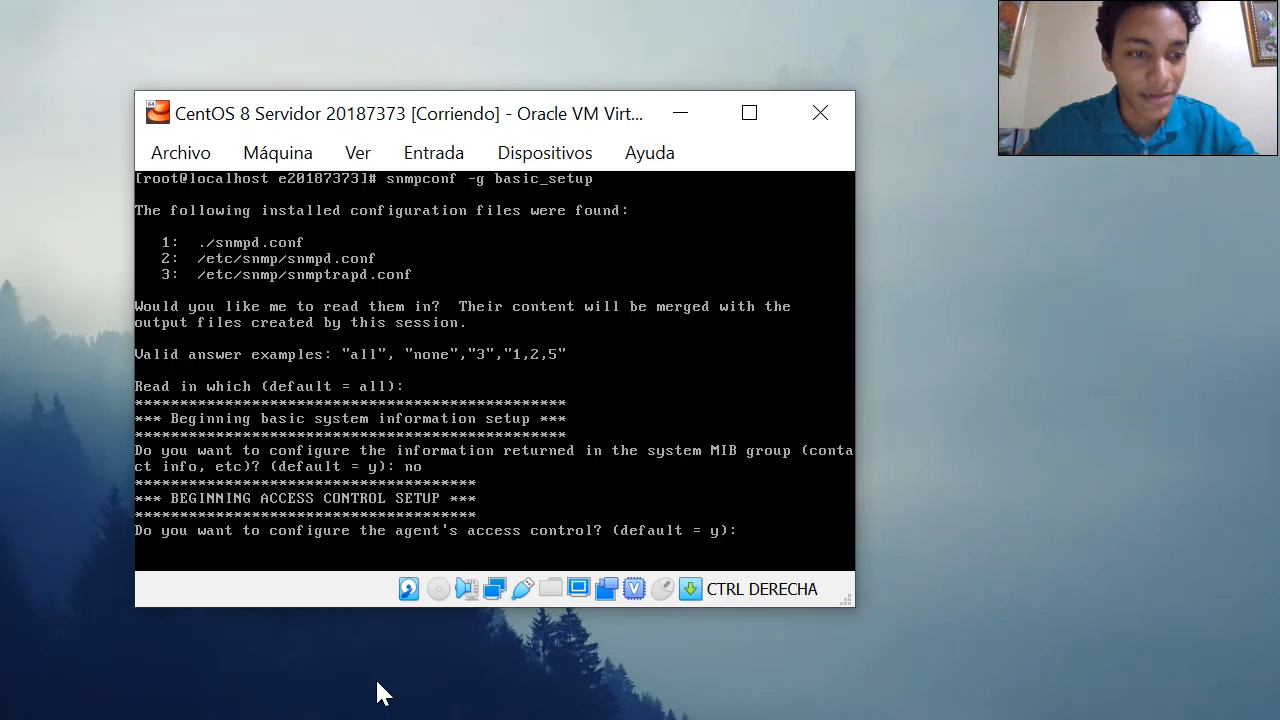 CentOS 8 Servidor 20187373 [Corriendo] - Oracle VM Virt...
Archivo Máquina Ver Entrada Dispositivos Ayuda
[root@localhost e20187373]# snmpconf -g basic_setup
The following installed configuration files were found:
1: ./snmpd.conf
2: /etc/snmp/snmpd.conf
3: /etc/snmp/snmptrapd.conf
Would you like me to read them in? Their content will be merged with the
output files created by this session.
Valid answer examples: "all", "none","3","1,2,5"
Read in which (default = all):
************************************************
*** Beginning basic system information setup ***
************************************************
Do you want to configure the information returned in the system MIB group (conta
ct info, etc)? (default = y): no
**************************************
*** BEGINNING ACCESS CONTROL SETUP ***
**************************************
Do you want to configure the agent's access control? (default = y):
CTRL DERECHA